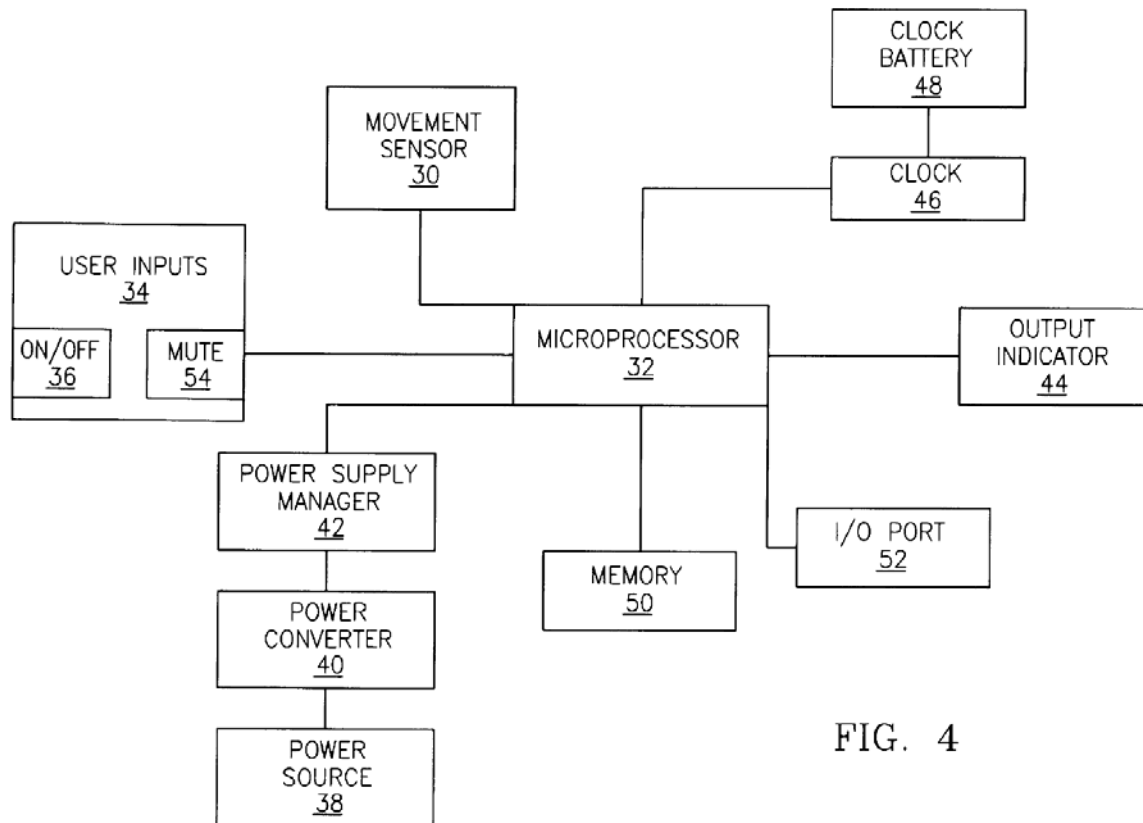 CLOCK
BATTERY
48
MOVEMENT
SENSOR
30
CLOCK
46
USER INPUTS
34
ON/OFF
36
MUTE
54
MICROPROCESSOR
32
OUTPUT
INDICATOR
44
POWER SUPPLY
MANAGER
42
I/O PORT
52
MEMORY
50
POWER
CONVERTER
40
POWER
SOURCE
38
FIG. 4